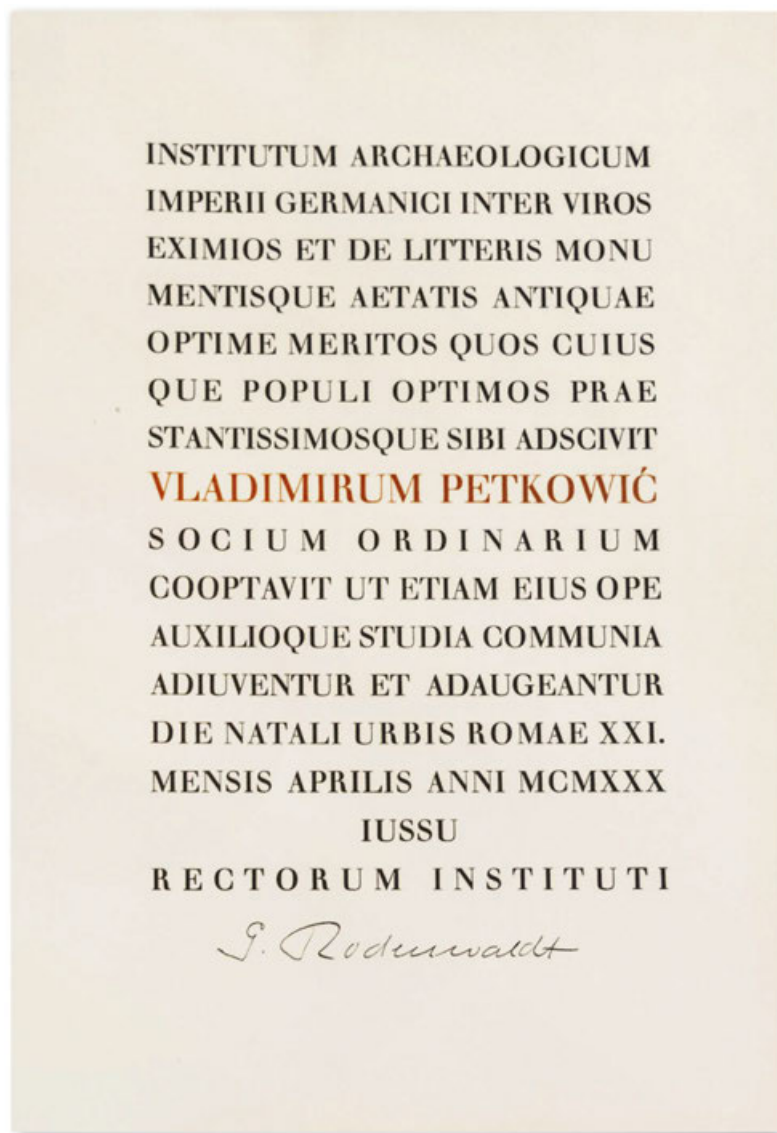 INSTITUTUM ARCHAEOLOGICUM
IMPERII GERMANICI INTER VIROS
EXIMIOS ET DE LITTERIS MONU
MENTISQUE AETATIS ANTIQUAE
OPTIME MERITOS QUOS CUIUS
QUE POPULI OPTIMOS PRAE
STANTISSIMOSQUE SIBI ADSCIVIT
VLADIMIRUM PETKOWIĆ
SOCIUM ORDINARIUM
COOPTAVIT UT ETIAM EIUS OPE
AUXILIOQUE STUDIA COMMUNIA
ADIUVENTUR ET ADAUGEANTUR
DIE NATALI URBIS ROMAE XXI.
MENSIS APRILIS ANNI MCMXXX
IUSSU
RECTORUM INSTITUTI
G. Rodenwaldt